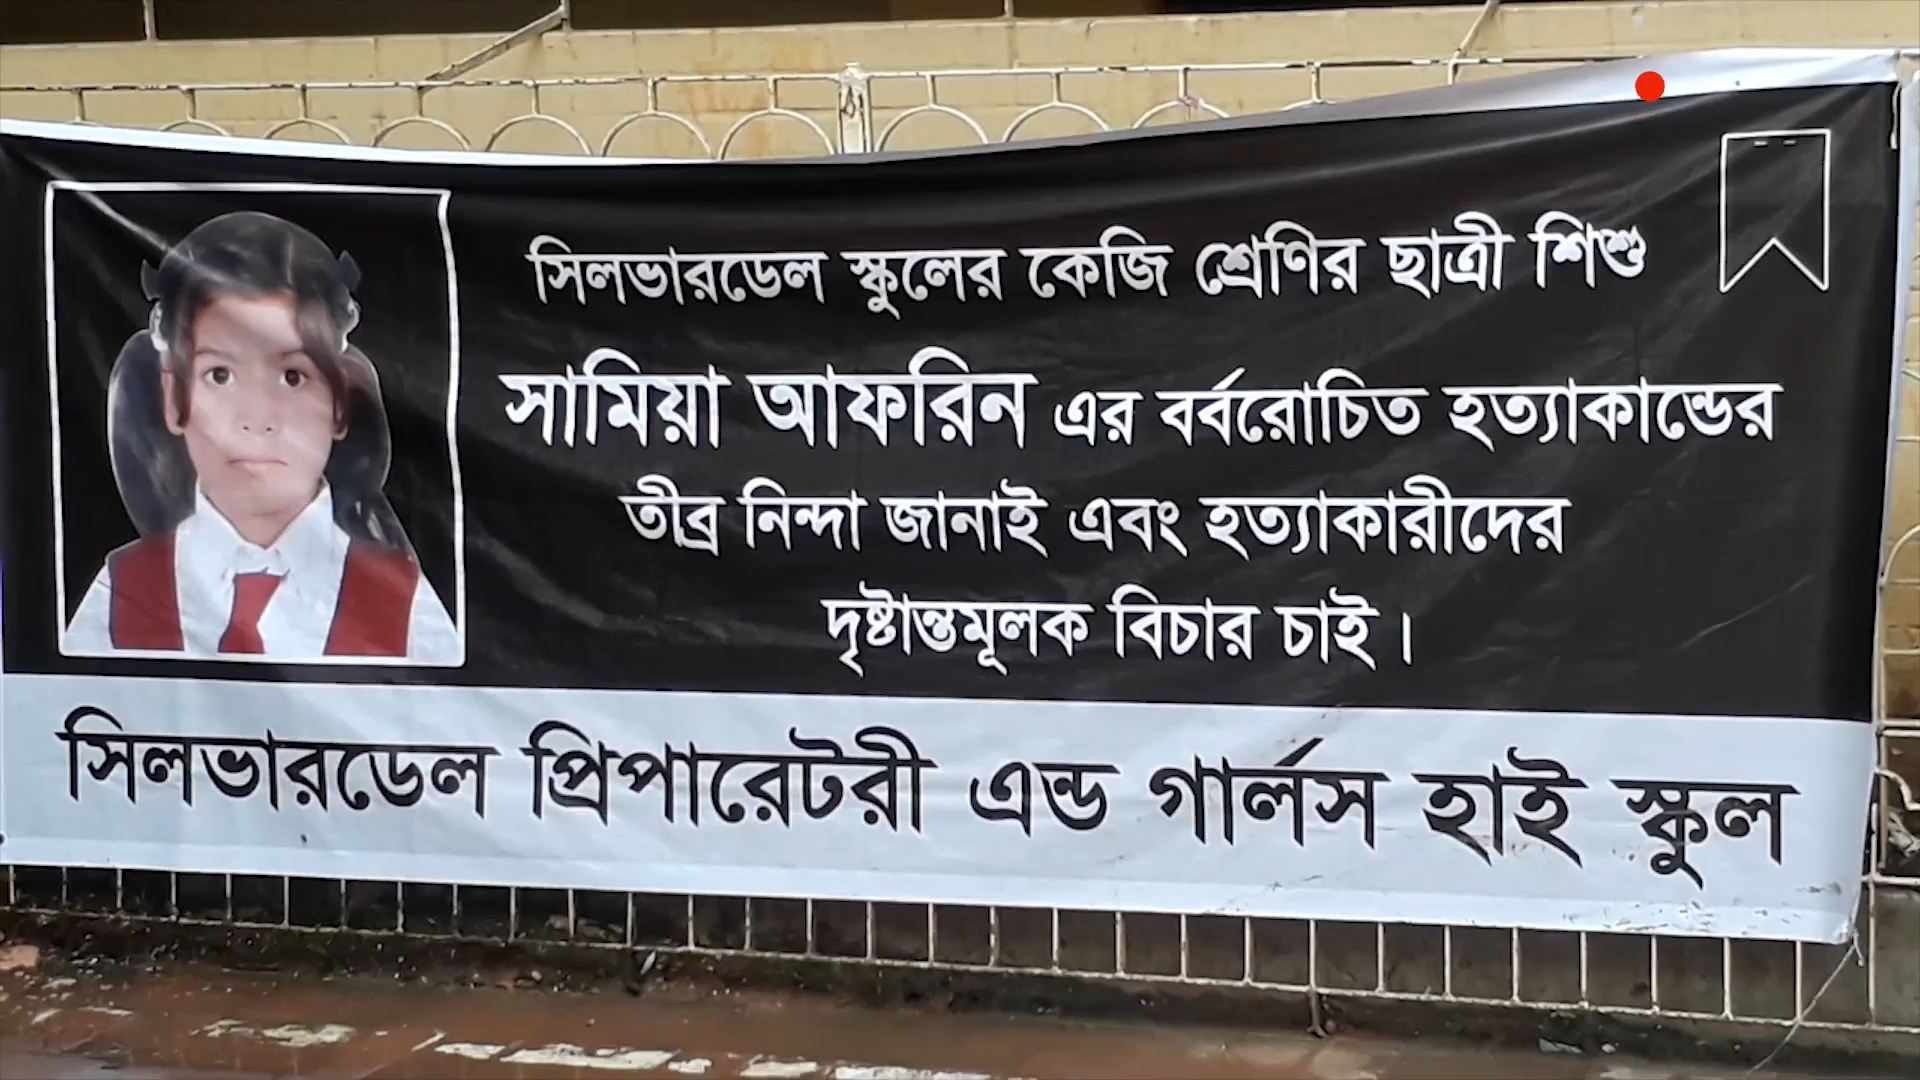 সিলভারডেল স্কুলের কেজি শ্রেণির ছাত্রী শিশু
সামিয়া আফরিন এর বর্বরোচিত হত্যাকান্ডের
তীব্র নিন্দা জানাই এবং হত্যাকারীদের
দৃষ্টান্তমূলক বিচার চাই।
সিলভারডেল প্রিপারেটরী এন্ড গার্লস হাই স্কুল